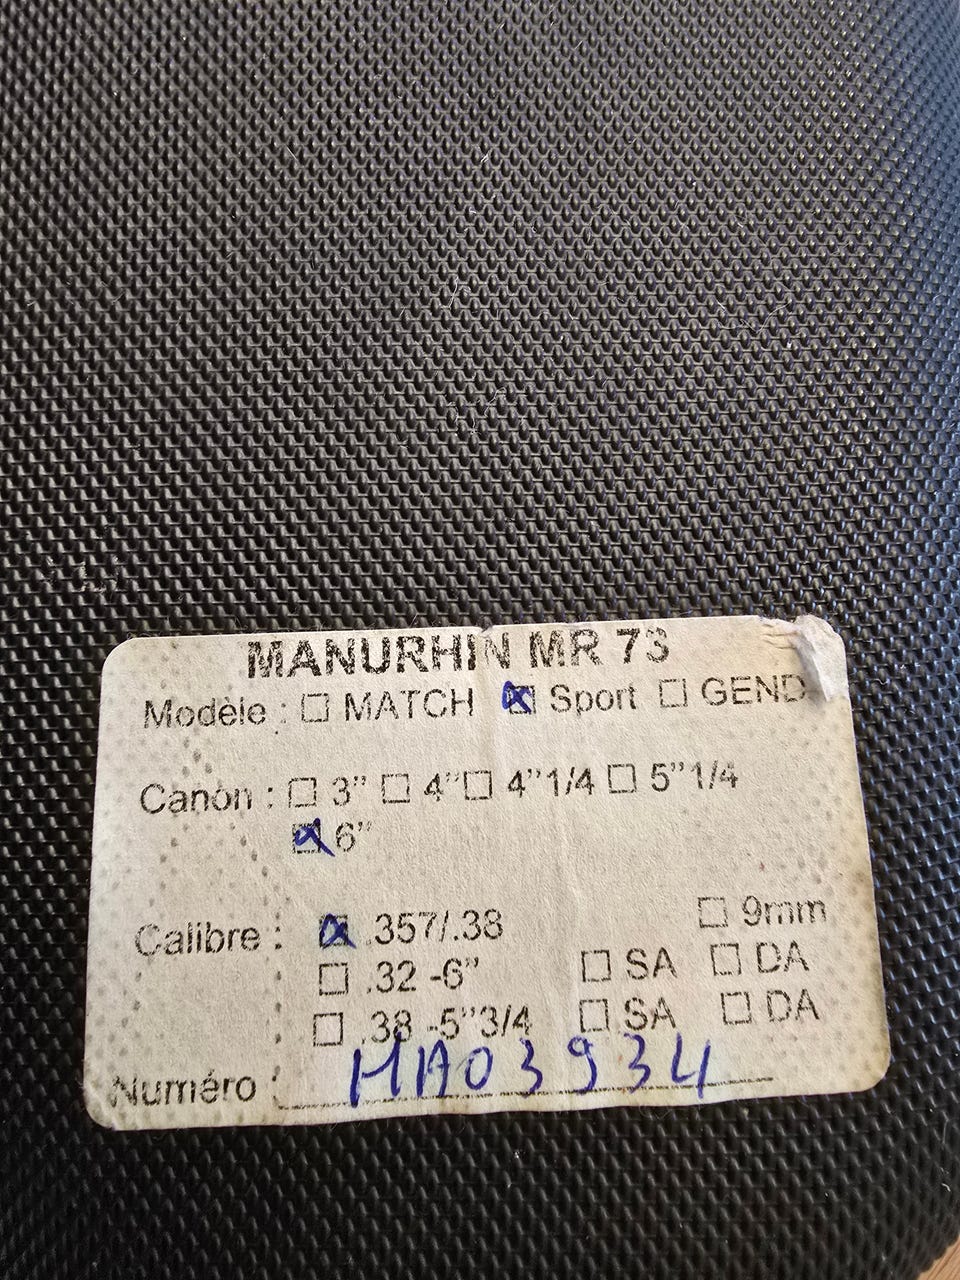 MANURHIN MR 73
Modèle : ☐ MATCH ☒ Sport ☐ GEND
Canon : ☐ 3" ☐ 4" ☐ 4"1/4 ☐ 5"1/4
☒ 6"
Calibre : ☒ .357/.38 ☐ 9mm
☐ .32 -6" ☐ SA ☐ DA
☐ .38 -5"3/4 ☐ SA ☐ DA
Numéro : HA03934